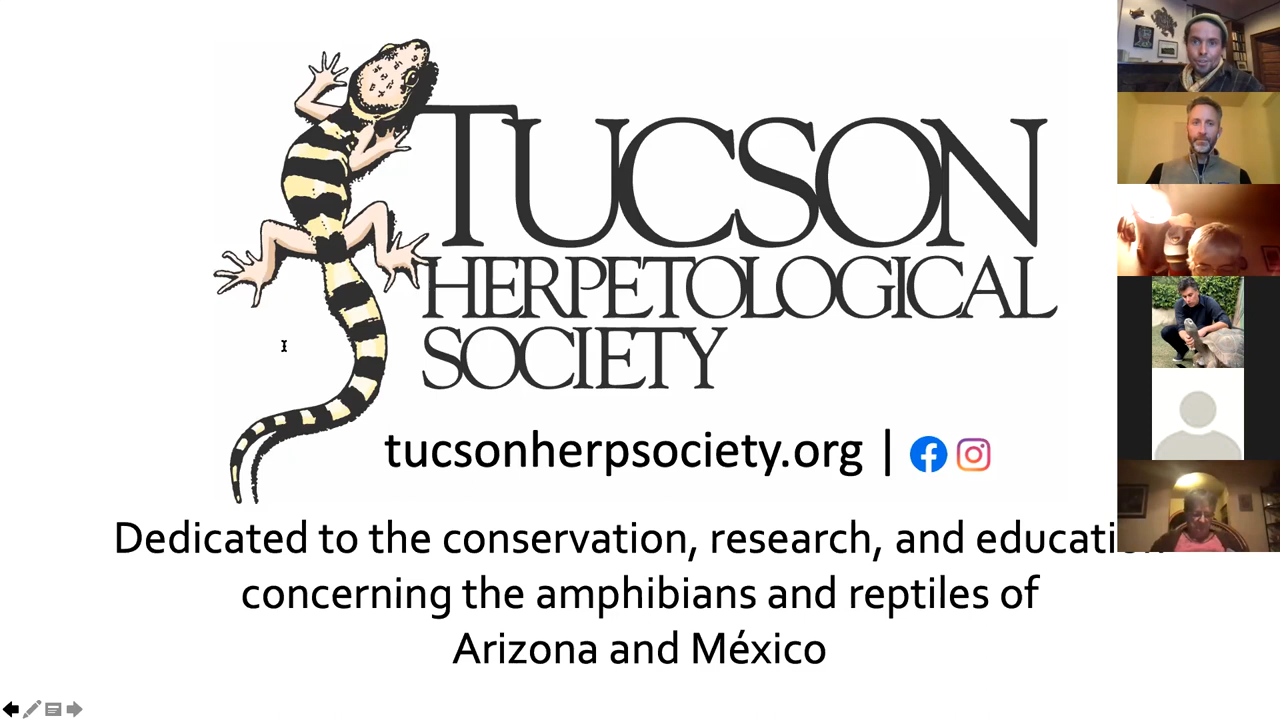 TUCSON
HERPETOLOGICAL
SOCIETY
tucsonherpsociety.org |
Dedicated to the conservation, research, and education
concerning the amphibians and reptiles of
Arizona and México